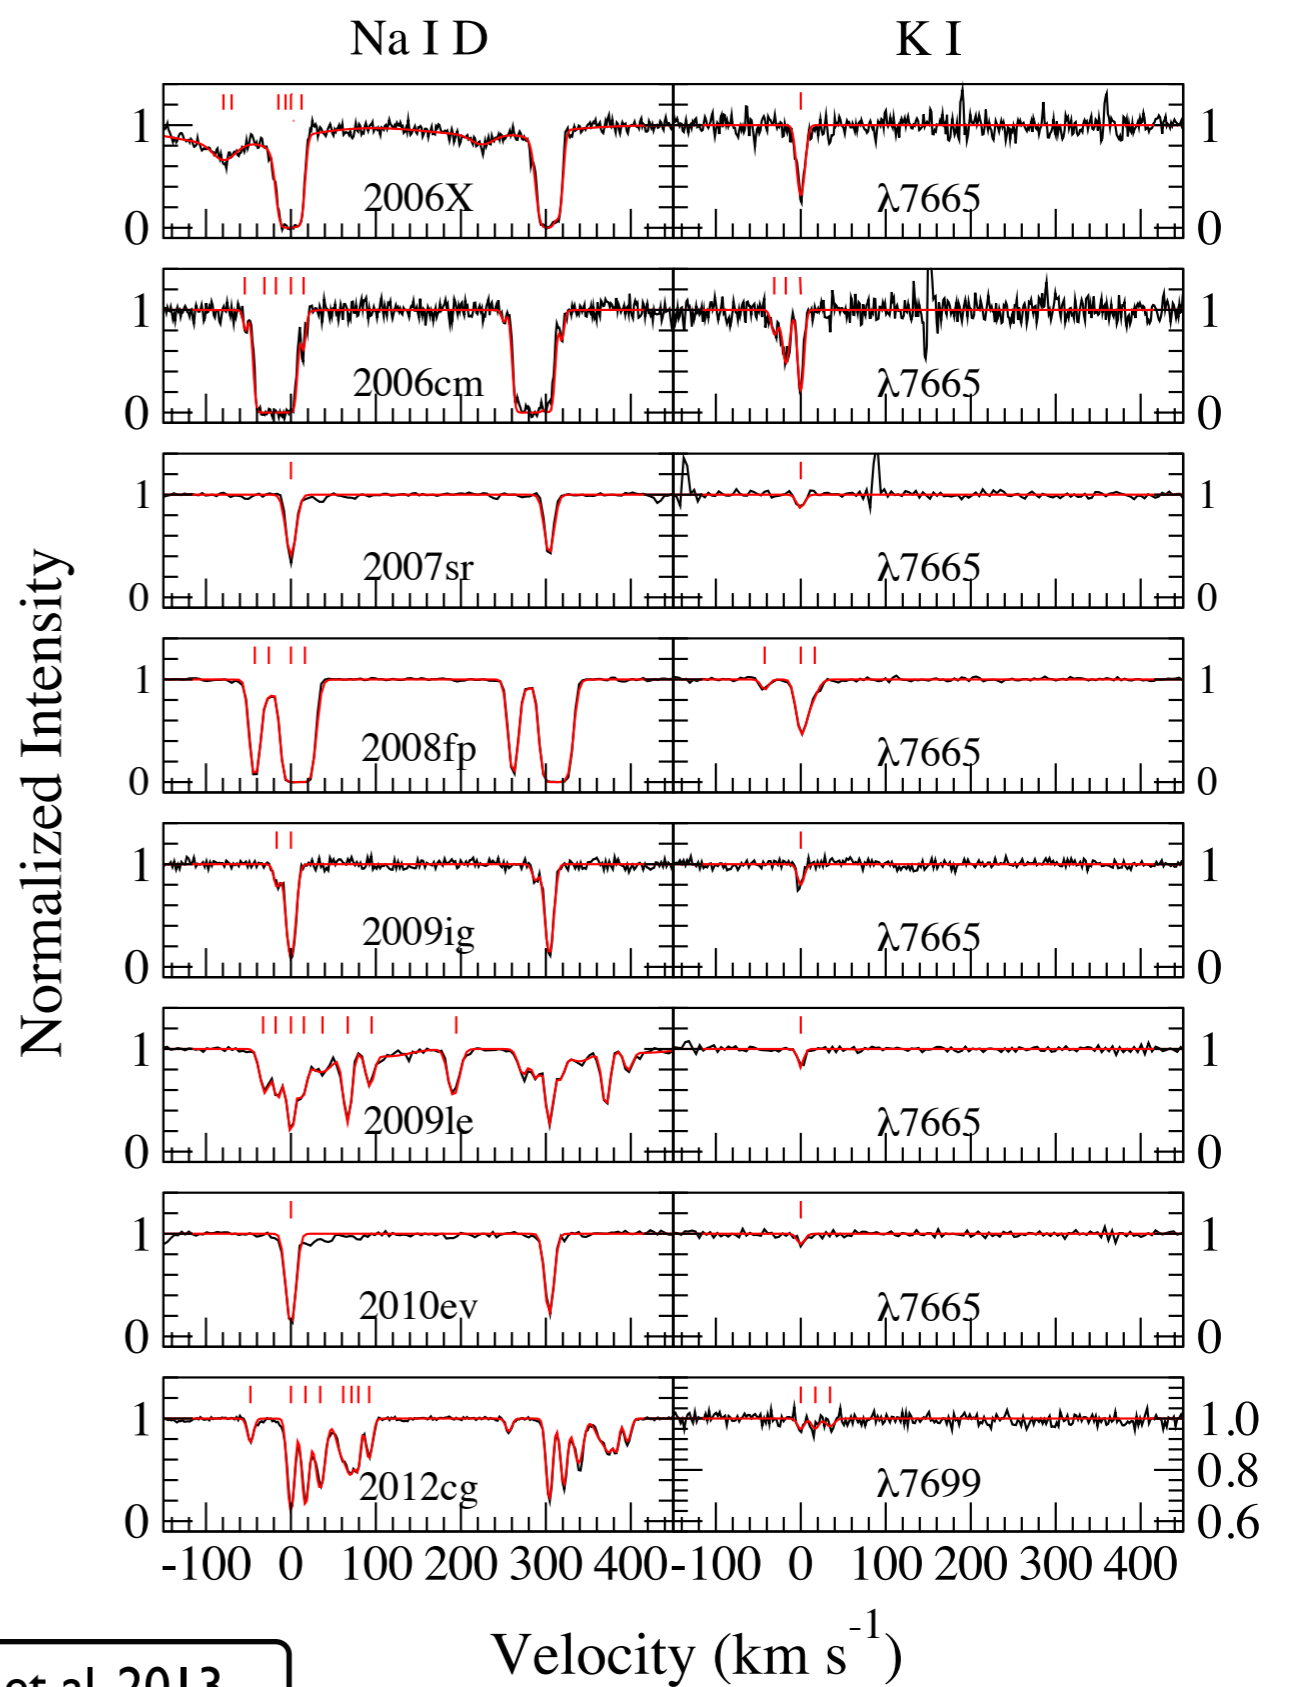 Na I D K I
1 1
2006X λ7665
0 0
1 1
2006cm λ7665
0 0
1 1
2007sr λ7665
0 0
1 1
2008fp λ7665
0 0
1 1
2009ig λ7665
0 0
1 1
2009le λ7665
0 0
1 1
2010ev λ7665
0 0
1 1.0
0.8
2012cg λ7699
0 0.6
-100 0 100 200 300 400 -100 0 100 200 300 400
Normalized Intensity
Velocity (km s⁻¹)
et al. 2013